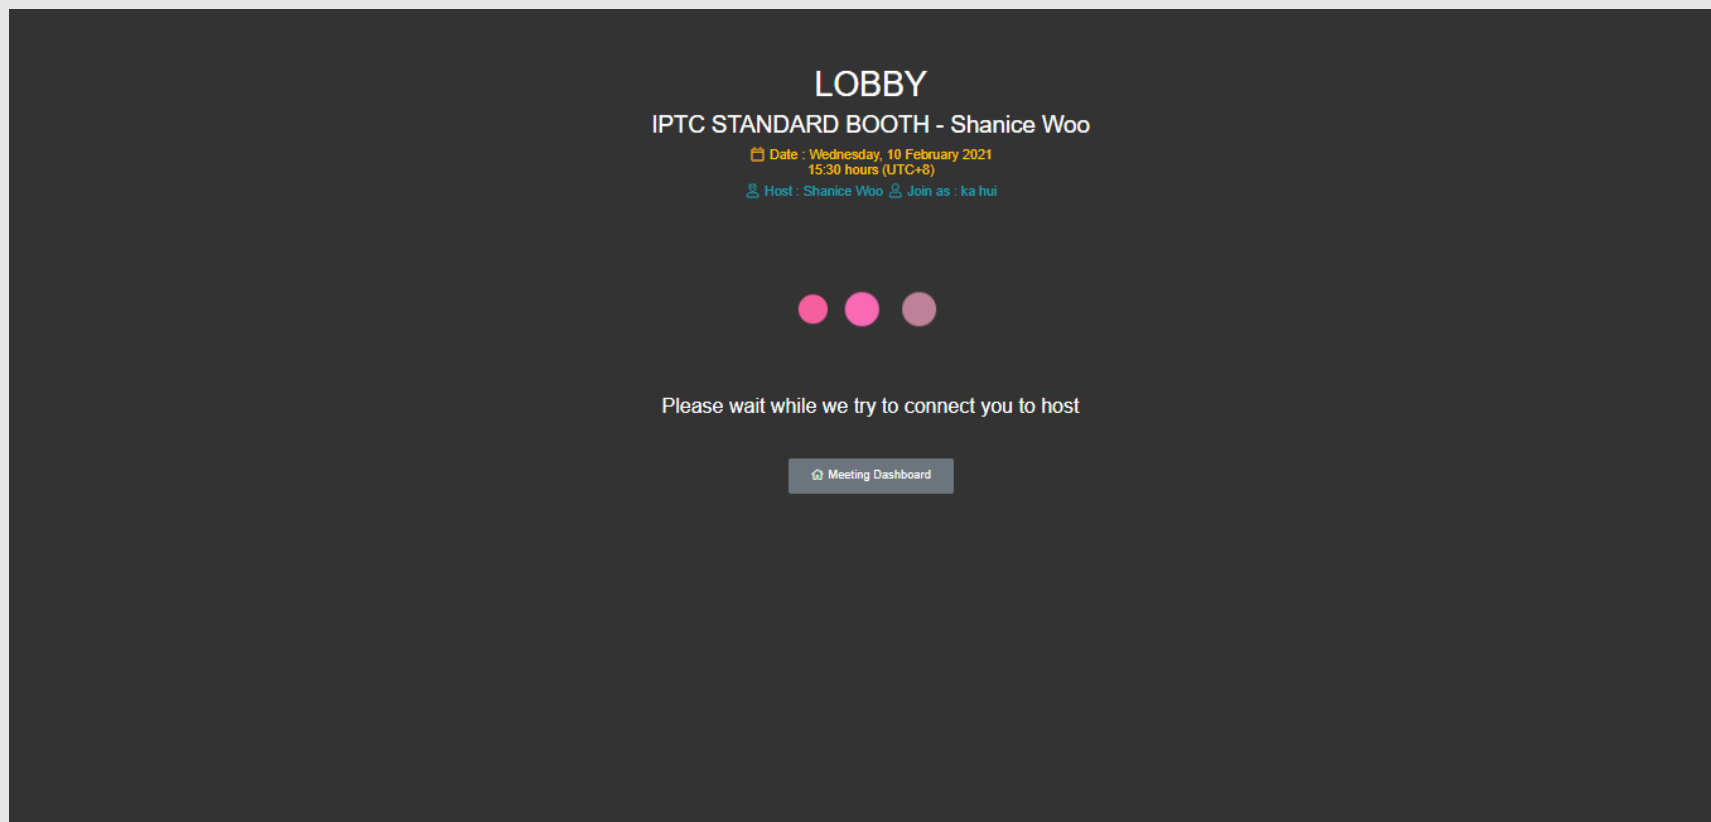 LOBBY
IPTC STANDARD BOOTH - Shanice Woo
Date : Wednesday, 10 February 2021
15:30 hours (UTC+8)
Host : Shanice Woo Join as : ka hui
Please wait while we try to connect you to host
Meeting Dashboard